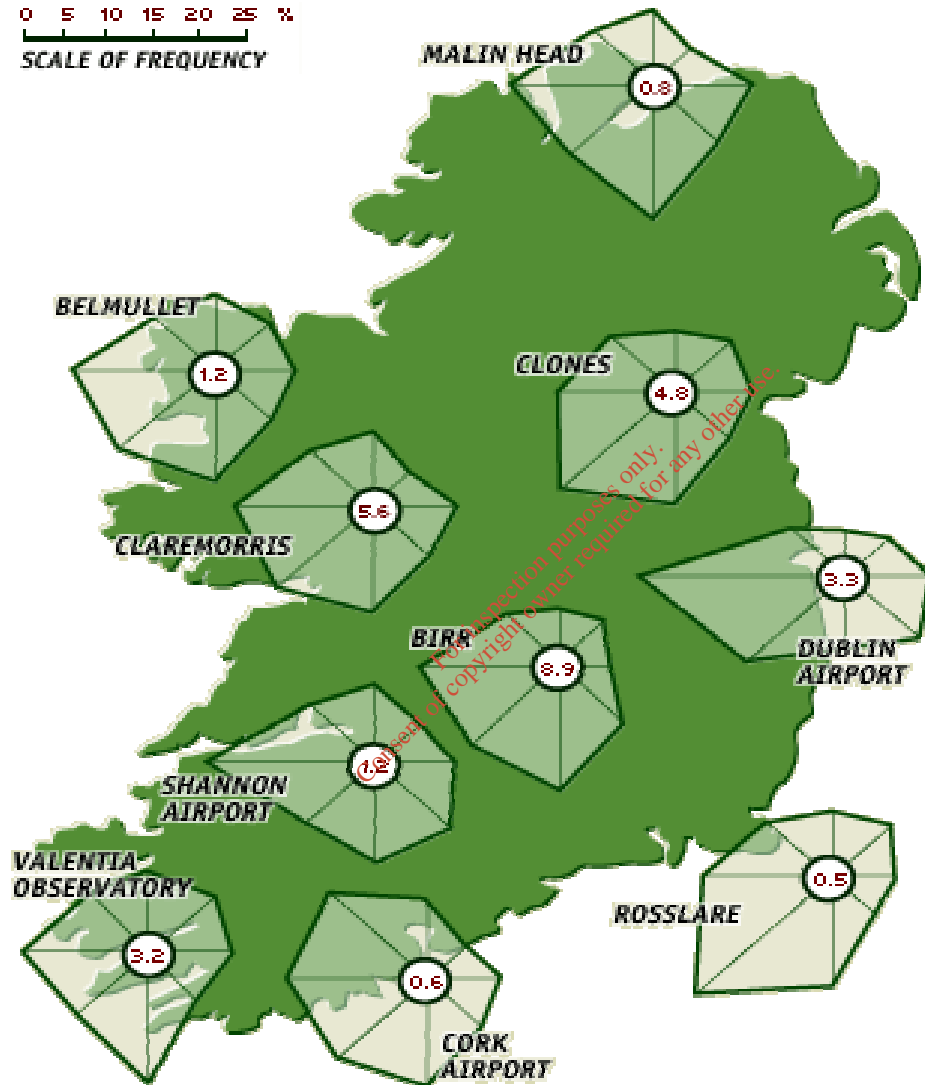 0 5 10 15 20 25 %
SCALE OF FREQUENCY
MALIN HEAD
0.8
BELMULLET
1.2
CLONES
4.8
CLAREMORRIS
5.6
DUBLIN
AIRPORT
3.3
BIRR
8.9
SHANNON
AIRPORT
1.2
VALENTIA
OBSERVATORY
3.2
CORK
AIRPORT
0.6
ROSSLARE
0.5
For inspection purposes only.
Consent of copyright owner required for any other use.